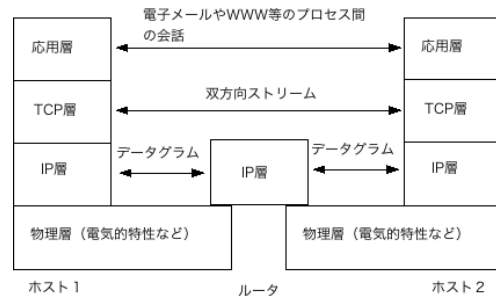 電子メールやWWW等のプロセス間
の会話
応用層
応用層
双方向ストリーム
TCP層
TCP層
データグラム
データグラム
IP層
IP層
IP層
物理層(電気的特性など)
物理層(電気的特性など)
ホスト1
ルータ
ホスト2